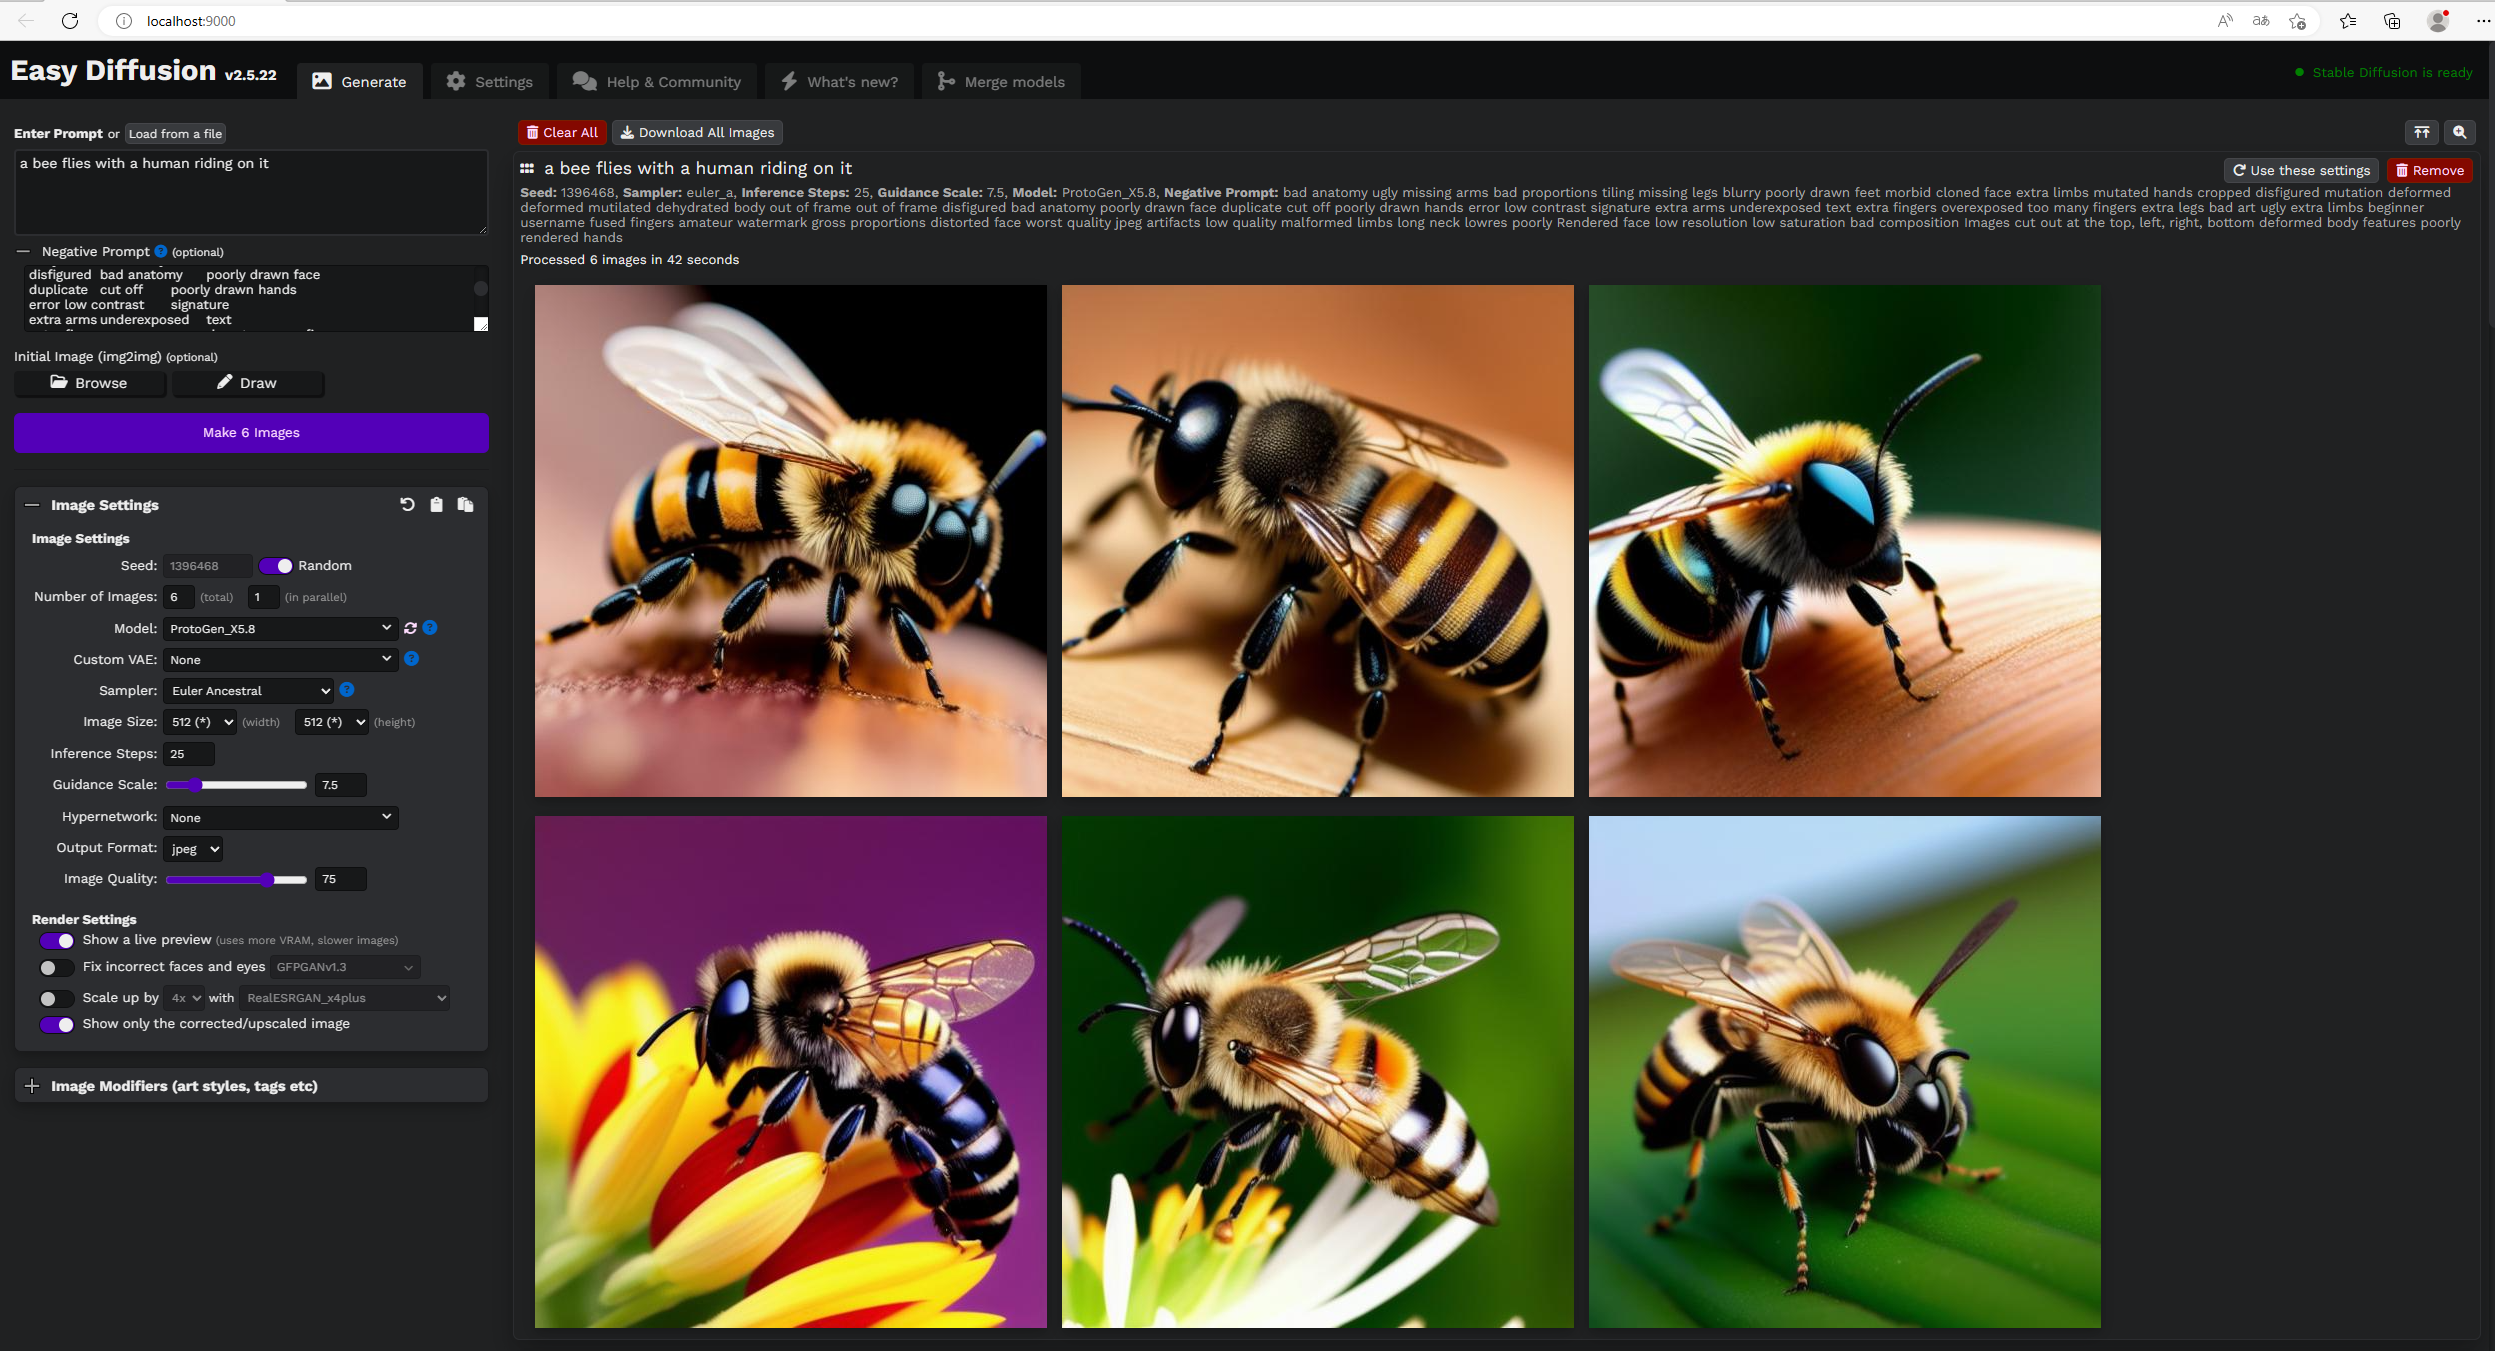 localhost:9000
Easy Diffusion v2.5.22
Generate
Settings
Help & Community
What's new?
Merge models
Stable Diffusion is ready
Enter Prompt or Load from a file
a bee flies with a human riding on it
Negative Prompt ? (optional)
disfigured bad anatomy poorly drawn face
duplicate cut off poorly drawn hands
error low contrast signature
extra arms underexposed text
Initial Image (img2img) (optional)
Browse
Draw
Make 6 Images
Image Settings
Image Settings
Seed: 1396468 Random
Number of Images: 6 (total) 1 (in parallel)
Model: ProtoGen_X5.8 ?
Custom VAE: None ?
Sampler: Euler Ancestral ?
Image Size: 512 (*) (width) 512 (*) (height)
Inference Steps: 25
Guidance Scale: 7.5
Hypernetwork: None
Output Format: jpeg
Image Quality: 75
Render Settings
Show a live preview (uses more VRAM, slower images)
Fix incorrect faces and eyes GFPGANv1.3
Scale up by 4x with RealESRGAN_x4plus
Show only the corrected/upscaled image
Image Modifiers (art styles, tags etc)
Clear All
Download All Images
a bee flies with a human riding on it
Use these settings
Remove
Seed: 1396468, Sampler: euler_a, Inference Steps: 25, Guidance Scale: 7.5, Model: ProtoGen_X5.8, Negative Prompt: bad anatomy ugly missing arms bad proportions tiling missing legs blurry poorly drawn feet morbid cloned face extra limbs mutated hands cropped disfigured mutation deformed
deformed mutilated dehydrated body out of frame out of frame disfigured bad anatomy poorly drawn face duplicate cut off poorly drawn hands error low contrast signature extra arms underexposed text extra fingers overexposed too many fingers extra legs bad art ugly extra limbs beginner
username fused fingers amateur watermark gross proportions distorted face worst quality jpeg artifacts low quality malformed limbs long neck lowres poorly Rendered face low resolution low saturation bad composition Images cut out at the top, left, right, bottom deformed body features poorly
rendered hands
Processed 6 images in 42 seconds